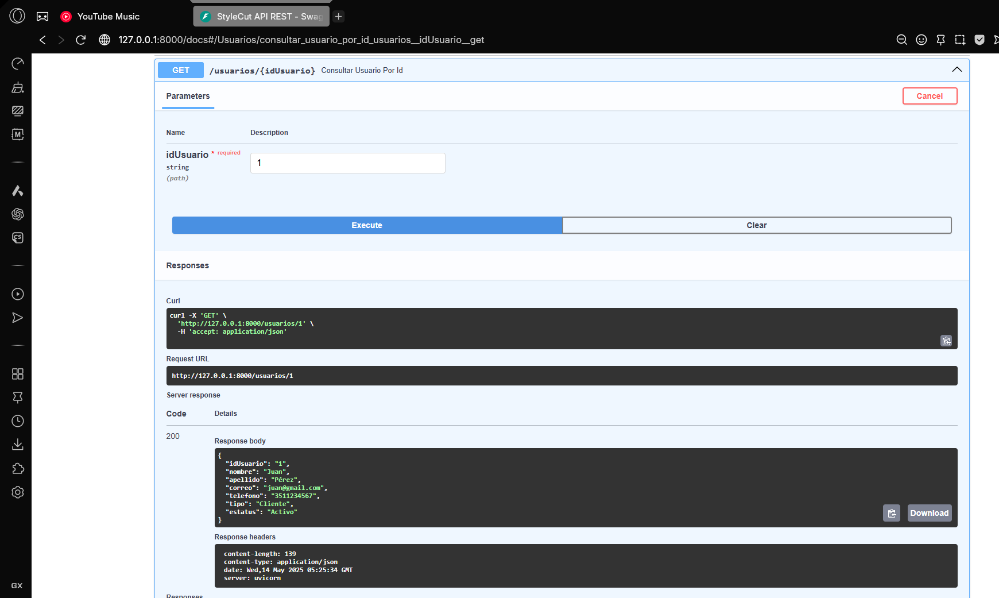 YouTube Music
StyleCut API REST - Swag
127.0.0.1:8000/docs#/Usuarios/consultar_usuario_por_id_usuarios__idUsuario__get
GET /usuarios/{idUsuario} Consultar Usuario Por Id
Parameters
Cancel
Name Description
idUsuario * required
string
(path)
1
Execute
Clear
Responses
Curl
curl -X 'GET' \
'http://127.0.0.1:8000/usuarios/1' \
-H 'accept: application/json'
Request URL
http://127.0.0.1:8000/usuarios/1
Server response
Code Details
200
Response body
{
"idUsuario": "1",
"nombre": "Juan",
"apellido": "Pérez",
"correo": "juan@gmail.com",
"telefono": "3511234567",
"tipo": "Cliente",
"estatus": "Activo"
}
Download
Response headers
content-length: 139
content-type: application/json
date: Wed,14 May 2025 05:25:34 GMT
server: uvicorn
Responses
M
CS
GX